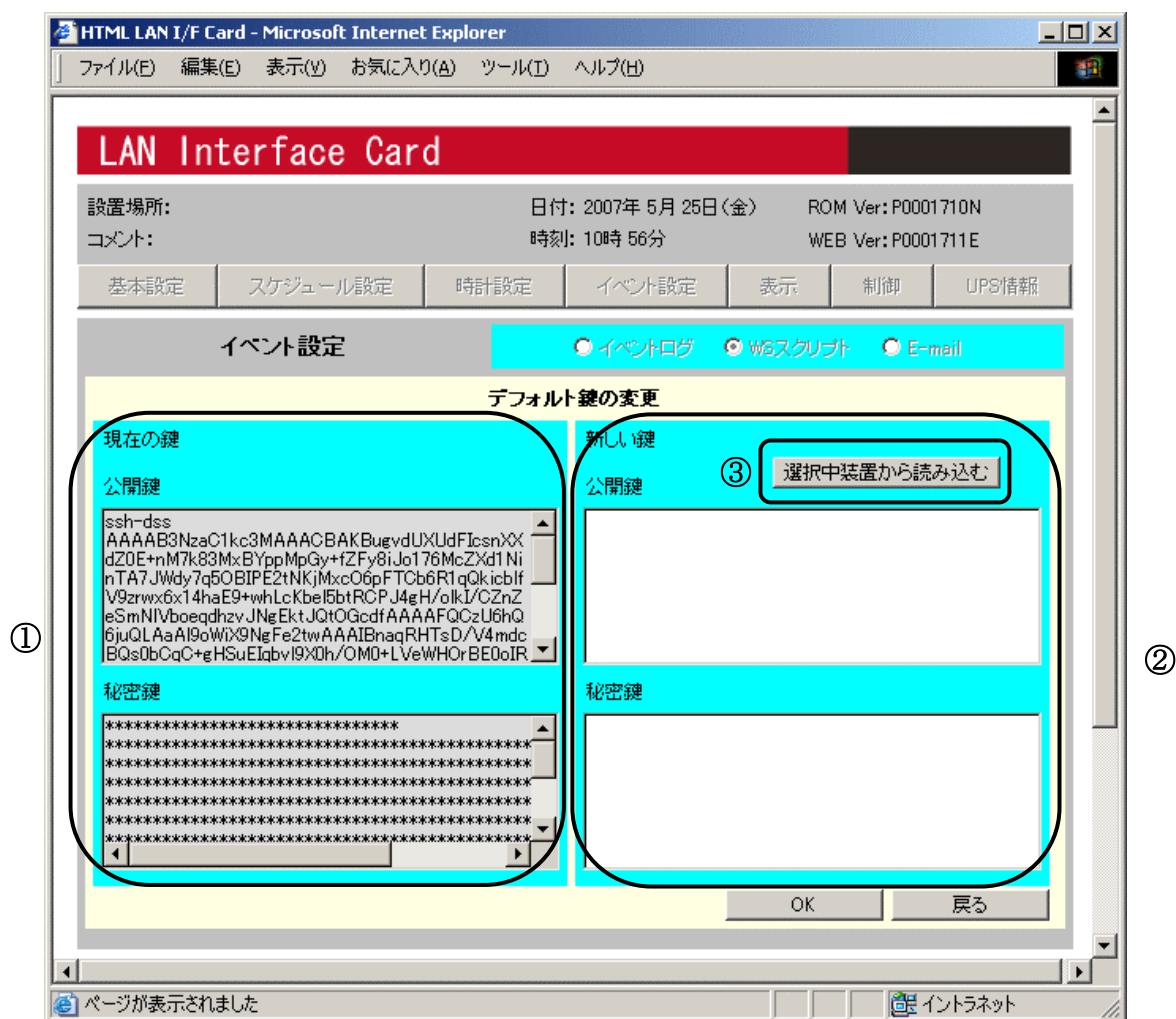 HTML LAN I/F Card - Microsoft Internet Explorer
ファイル(F) 編集(E) 表示(V) お気に入り(A) ツール(T) ヘルプ(H)
LAN Interface Card
設置場所: 日付: 2007年 5月 25日(金) ROM Ver: P0001710N
コメント: 時刻: 10時 56分 WEB Ver: P0001711E
基本設定 スケジュール設定 時計設定 イベント設定 表示 制御 UPS情報
イベント設定 イベントログ WSスクリプト E-mail
デフォルト鍵の変更
現在の鍵 新しい鍵
③ 選択中装置から読み込む
公開鍵 公開鍵
ssh-dss
AAAAB3NzaC1kc3MAAACBAKBugvdUXUdFIcsnXX
dZ0E+nM7k83MxBYppMpGy+fZFy8iJo176McZXd1Ni
nTA7JWdy7q5OBIPE2tNKjMxcO6pFTCb6R1qQkicbIf
V9zrwx6x14haE9+whLcKbel5btRCPJ4gH/olkI/CZnZ
eSmNIVboeqdhzvJNgEktJQtOGcdfAAAAFQCzU6hQ
6juQLAaAl9oWiX9NgFe2twAAAIBnaqRHTsD/V4mdc
BQs0bCqC+gHSuEIqbvl9X0h/OM0+LVeWHOrBE0oIR
① ②
秘密鍵 秘密鍵
*******************************
*********************************************
*********************************************
*********************************************
*********************************************
*********************************************
*********************************************
OK 戻る
ページが表示されました イントラネット